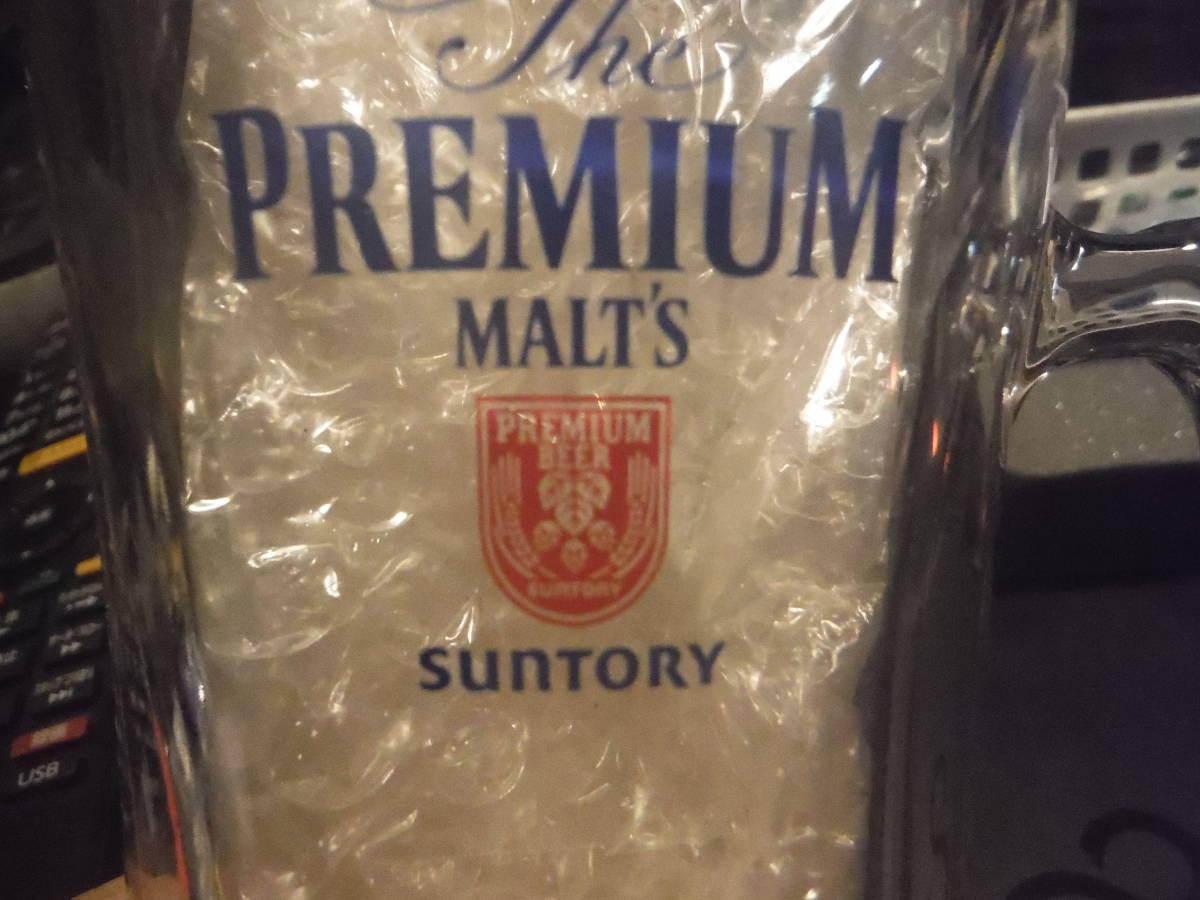 The
PREMIUM
MALT'S
PREMIUM
BEER
SUNTORY
SUNTORY
USB